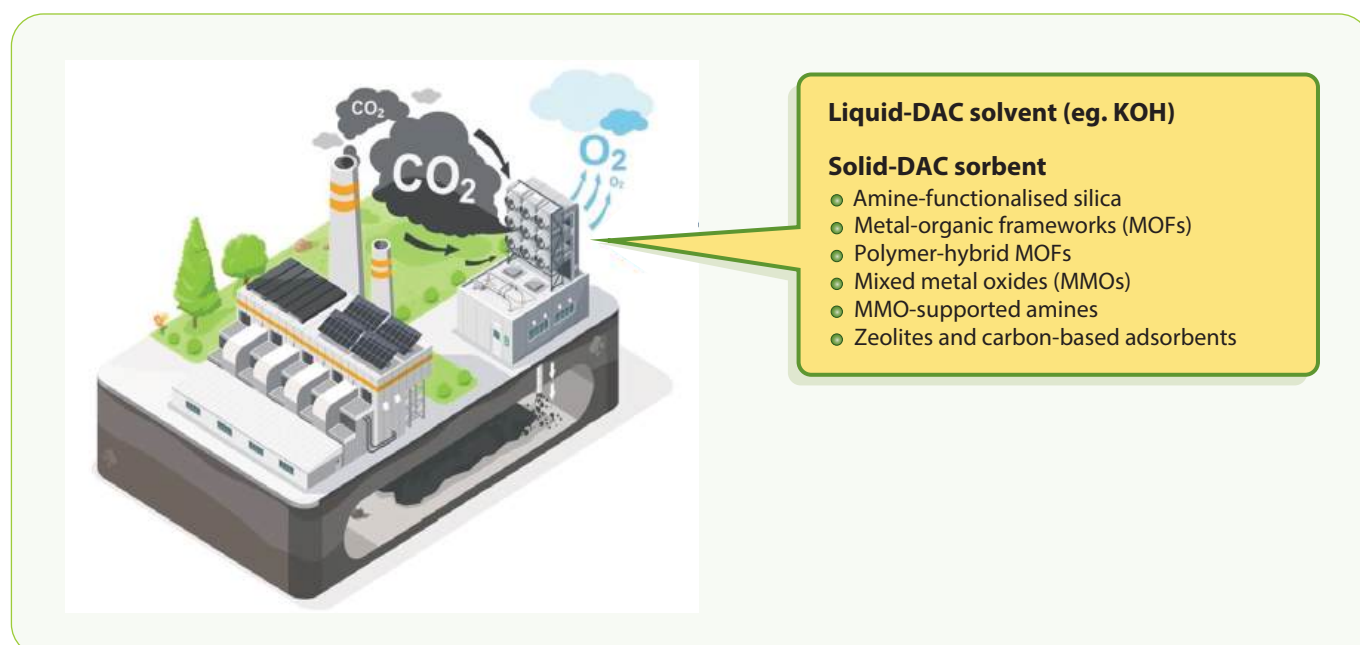 CO₂
CO₂
O₂
O₂
Liquid-DAC solvent (eg. KOH)
Solid-DAC sorbent
Amine-functionalised silica
Metal-organic frameworks (MOFs)
Polymer-hybrid MOFs
Mixed metal oxides (MMOs)
MMO-supported amines
Zeolites and carbon-based adsorbents